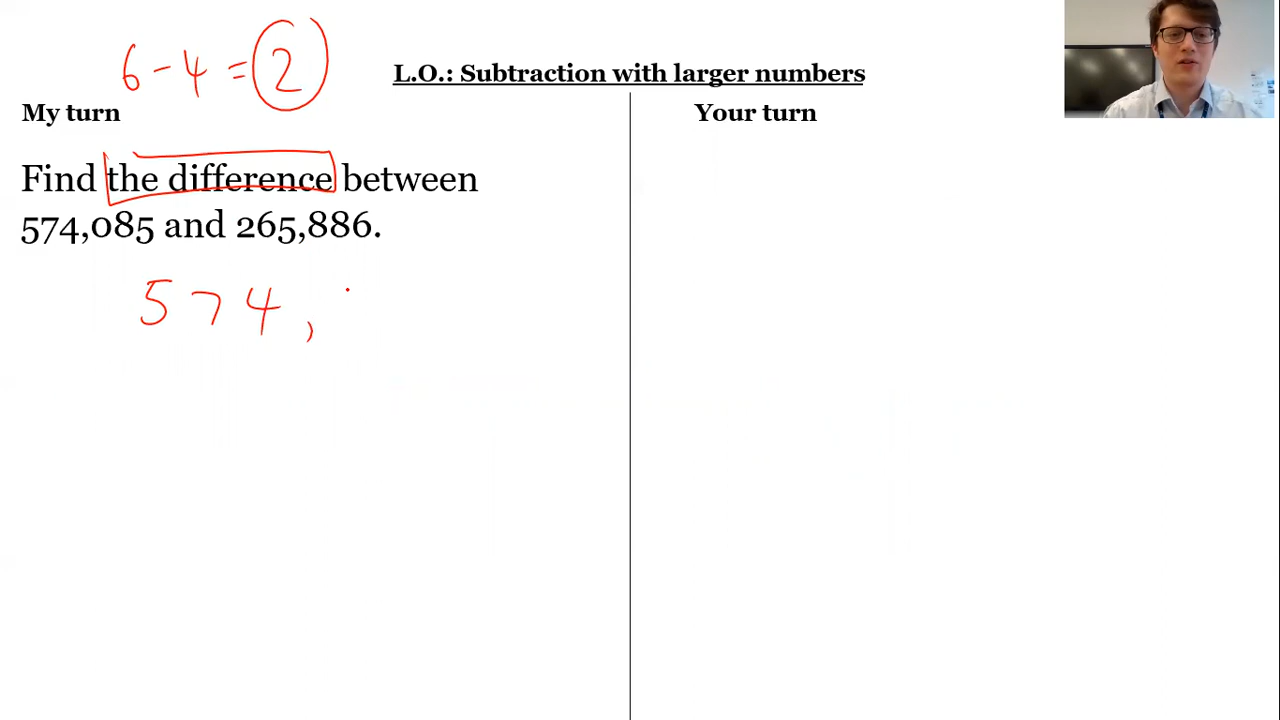 6 - 4 = 2
L.O.: Subtraction with larger numbers
My turn
Your turn
Find the difference between
574,085 and 265,886.
574,